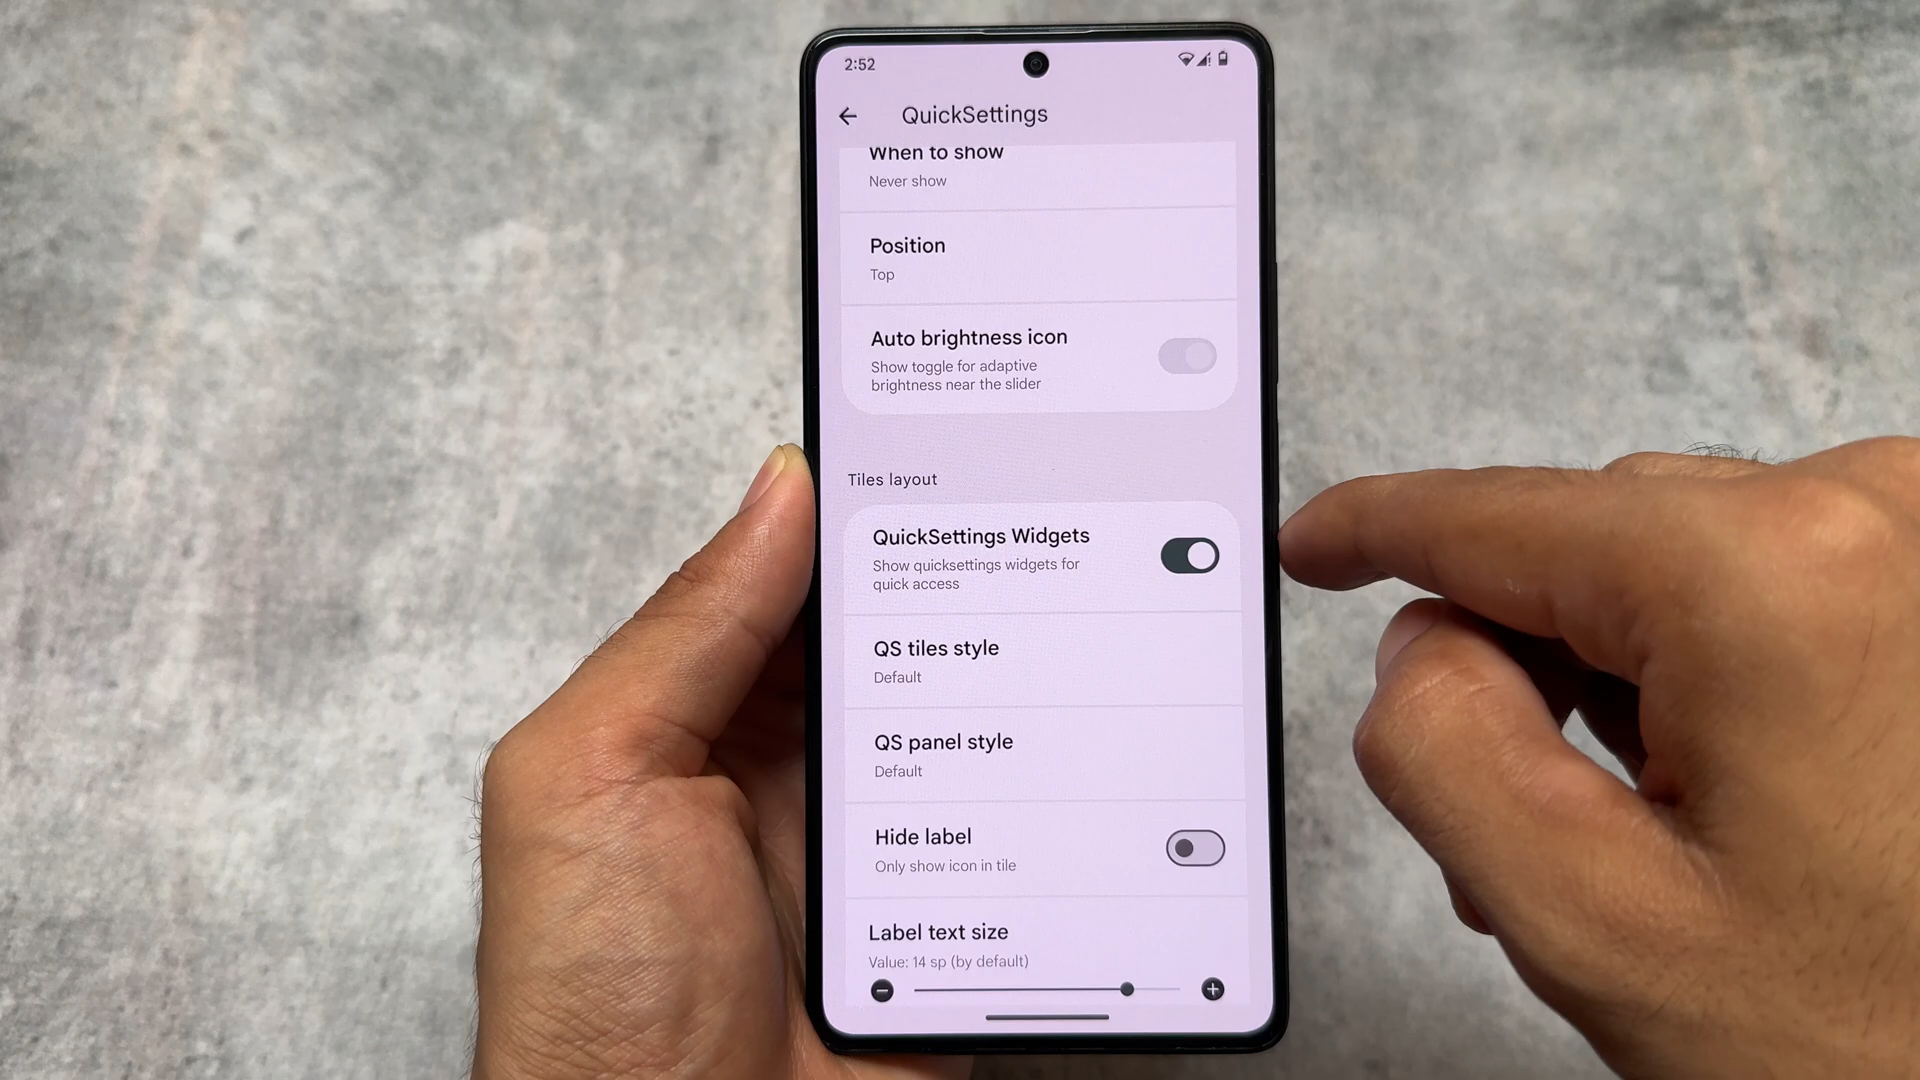 2:52
QuickSettings
When to show
Never show
Position
Top
Auto brightness icon
Show toggle for adaptive
brightness near the slider
Tiles layout
QuickSettings Widgets
Show quicksettings widgets for
quick access
QS tiles style
Default
QS panel style
Default
Hide label
Only show icon in tile
Label text size
Value: 14 sp (by default)